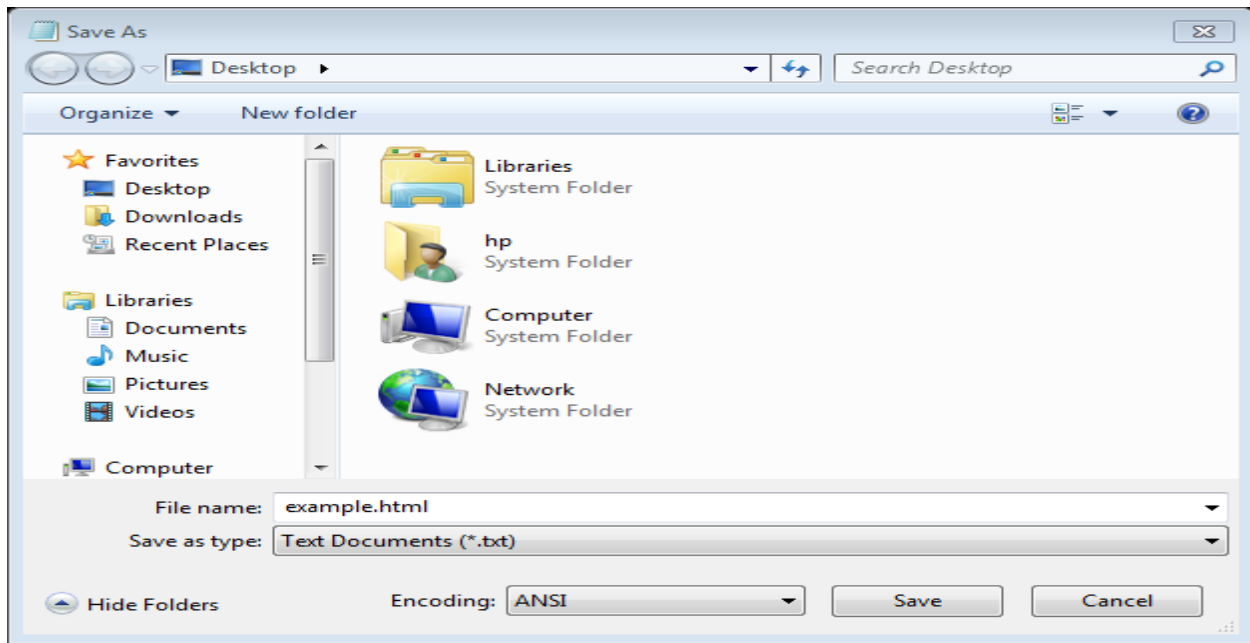 Save As
Desktop
Search Desktop
Organize
New folder
Favorites
Desktop
Downloads
Recent Places
Libraries
Documents
Music
Pictures
Videos
Computer
Libraries
System Folder
hp
System Folder
Computer
System Folder
Network
System Folder
File name: example.html
Save as type: Text Documents (*.txt)
Hide Folders
Encoding: ANSI
Save
Cancel